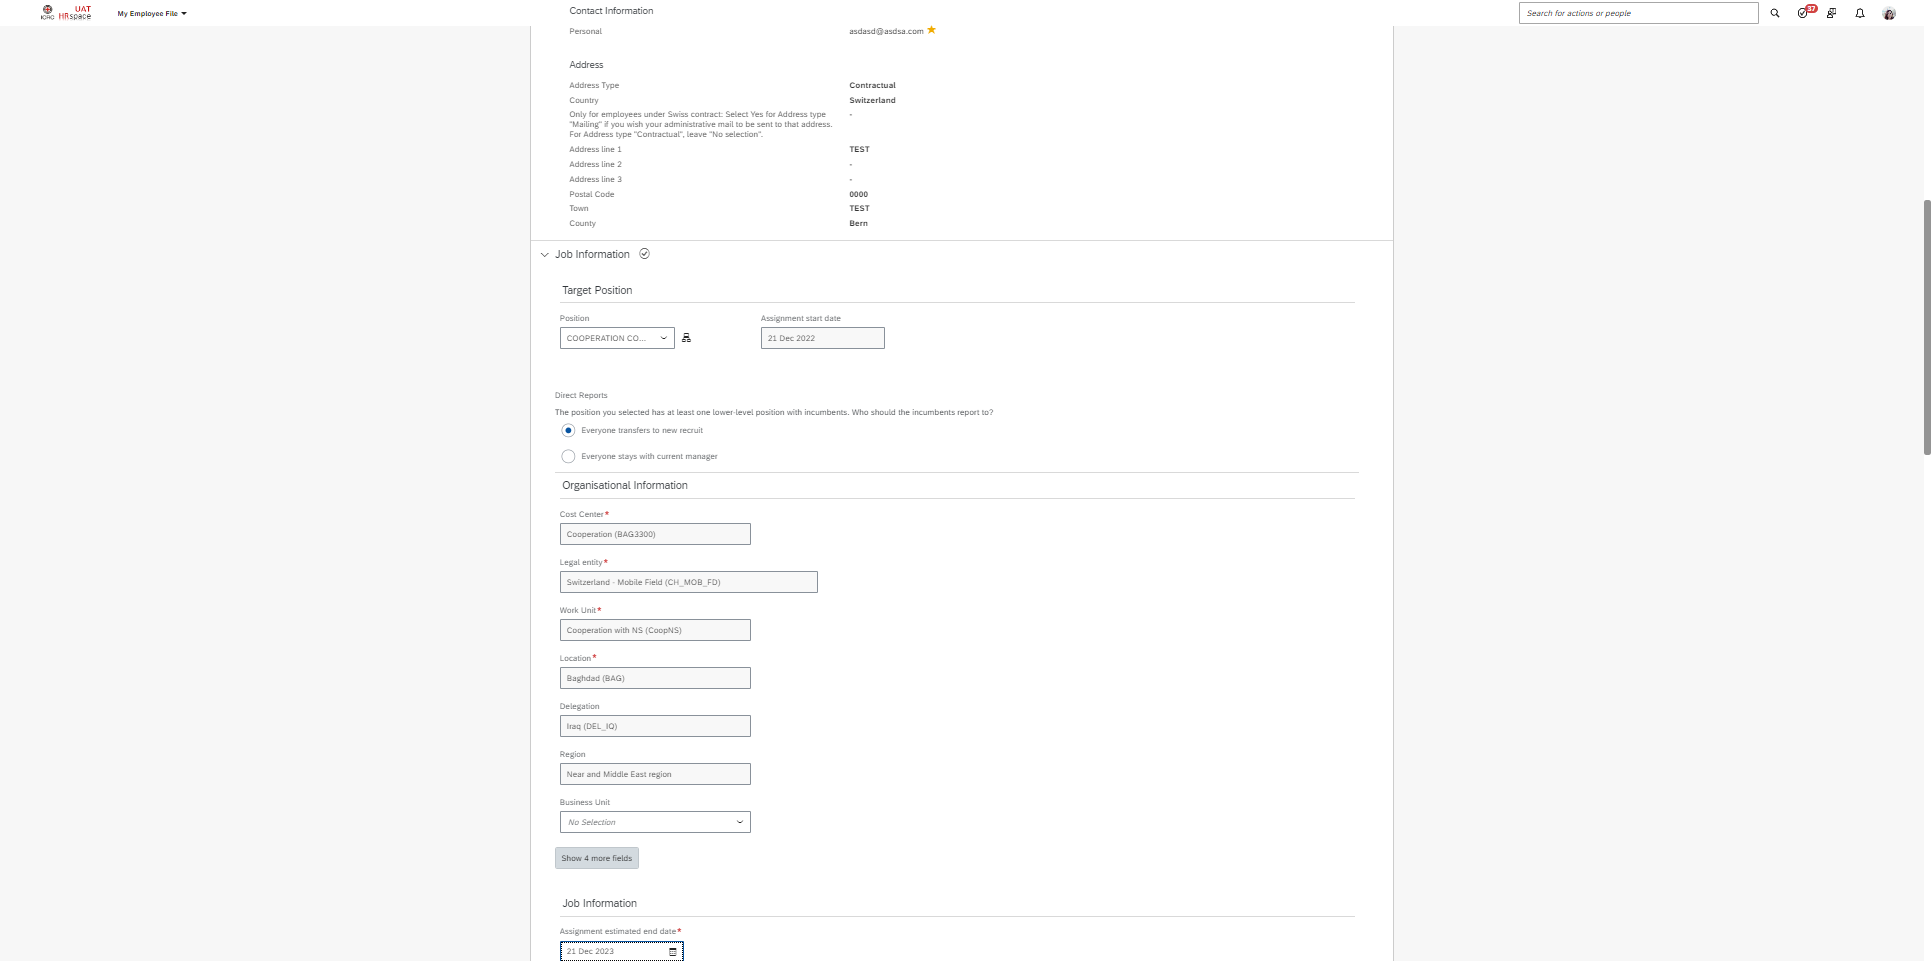 ICRC
UAT
HRspace
My Employee File
Search for actions or people
37
Contact Information
Personal
asdasd@asdsa.com
Address
Address Type
Contractual
Country
Switzerland
Only for employees under Swiss contract: Select Yes for Address type
"Mailing" if you wish your administrative mail to be sent to that address.
For Address type "Contractual", leave "No selection".
-
Address line 1
TEST
Address line 2
-
Address line 3
-
Postal Code
0000
Town
TEST
County
Bern
Job Information
Target Position
Position
Assignment start date
COOPERATION CO...
21 Dec 2022
Direct Reports
The position you selected has at least one lower-level position with incumbents. Who should the incumbents report to?
Everyone transfers to new recruit
Everyone stays with current manager
Organisational Information
Cost Center*
Cooperation (BAG3300)
Legal entity*
Switzerland - Mobile Field (CH_MOB_FD)
Work Unit*
Cooperation with NS (CoopNS)
Location*
Baghdad (BAG)
Delegation
Iraq (DEL_IQ)
Region
Near and Middle East region
Business Unit
No Selection
Show 4 more fields
Job Information
Assignment estimated end date*
21 Dec 2023